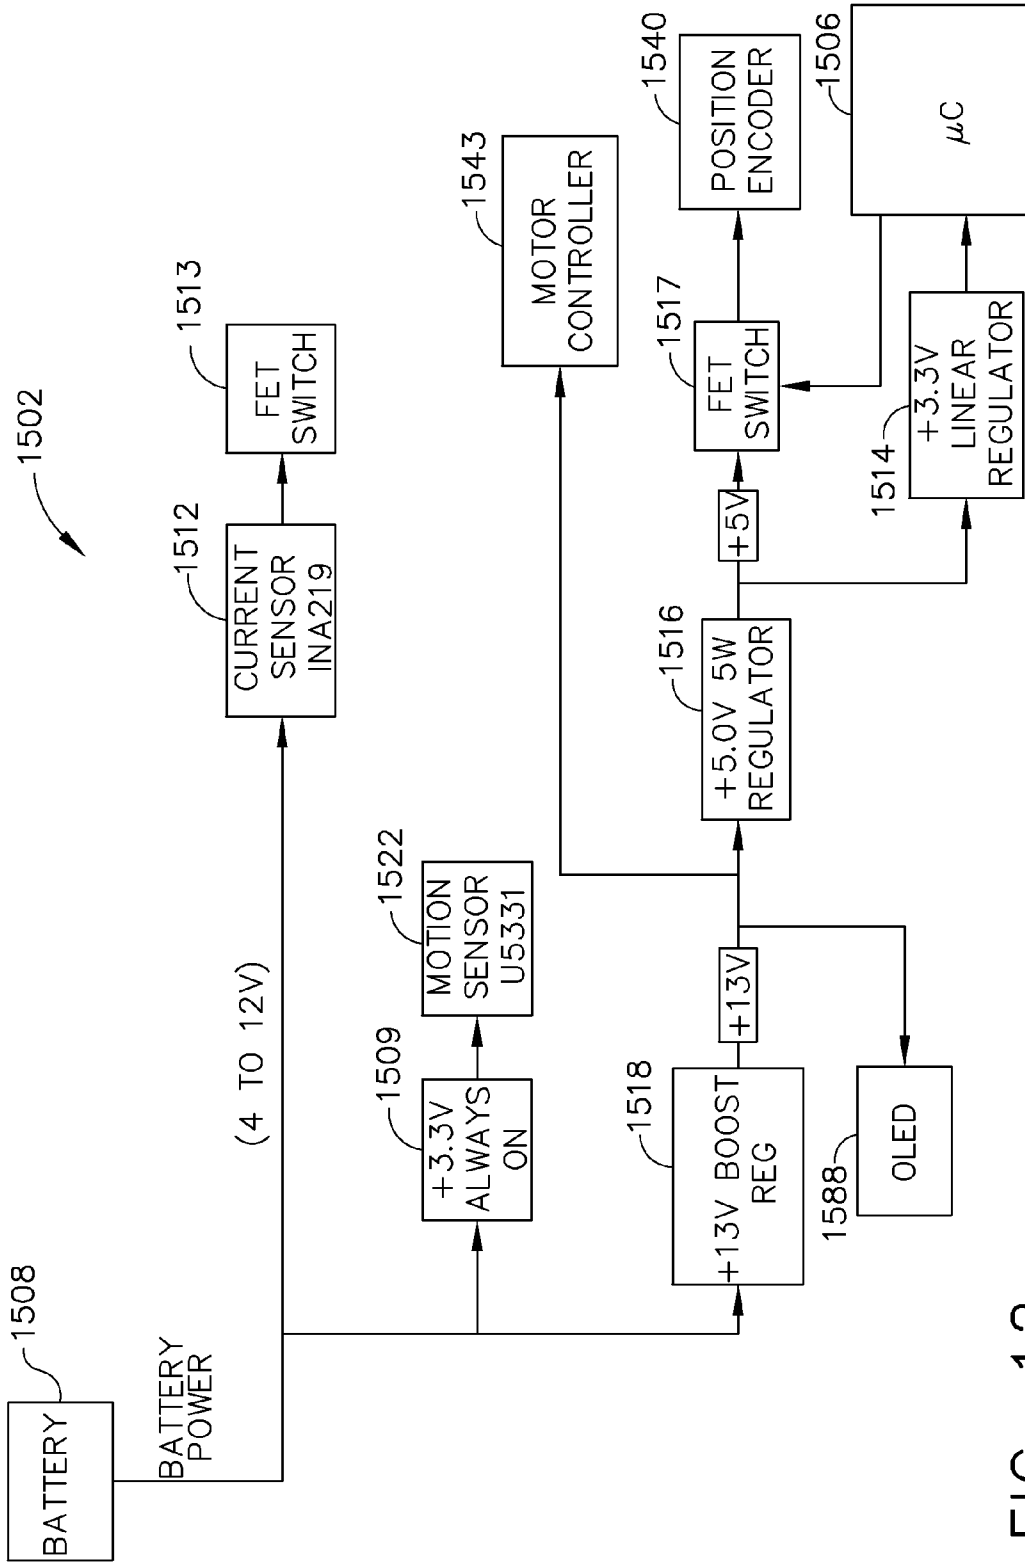 1502
BATTERY
1508
BATTERY
POWER
(4 TO 12V)
CURRENT
SENSOR
INA219
1512
FET
SWITCH
1513
+3.3V
ALWAYS
ON
1509
MOTION
SENSOR
U5331
1522
MOTOR
CONTROLLER
1543
+13V BOOST
REG
1518
+13V
+5.0V 5W
REGULATOR
1516
+5V
FET
SWITCH
1517
POSITION
ENCODER
1540
OLED
1588
+3.3V
LINEAR
REGULATOR
1514
μC
1506